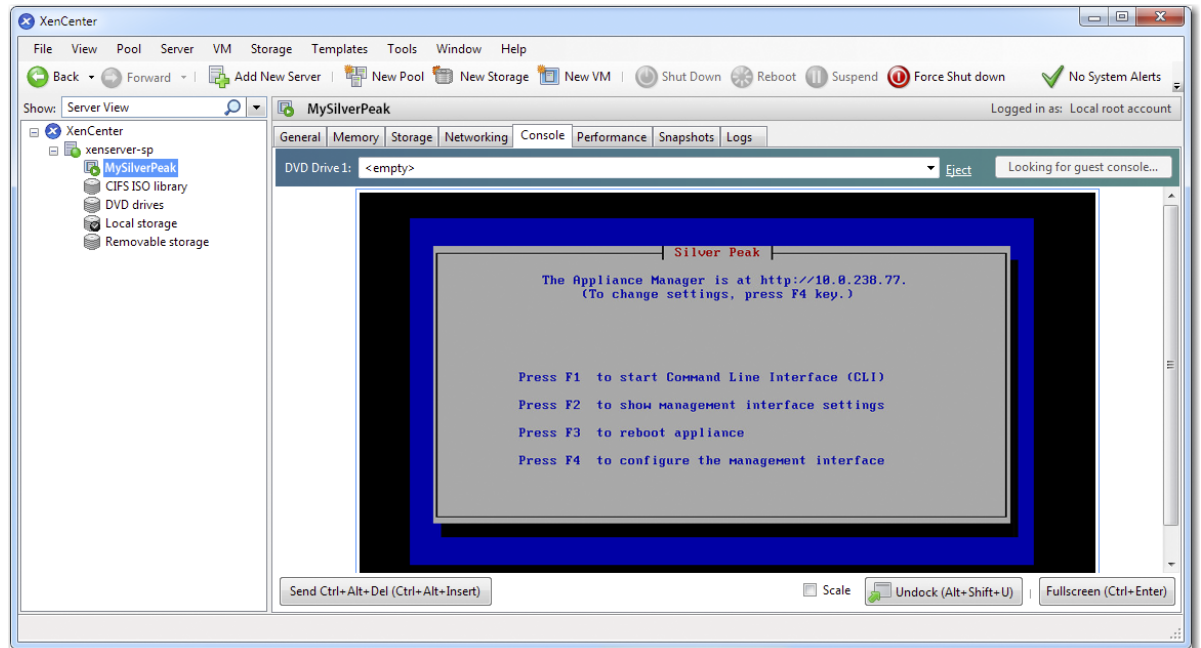 XenCenter
File View Pool Server VM Storage Templates Tools Window Help
Back Forward Add New Server New Pool New Storage New VM Shut Down Reboot Suspend Force Shut down No System Alerts
Show: Server View
MySilverPeak Logged in as: Local root account
XenCenter
xenserver-sp
MySilverPeak
CIFS ISO library
DVD drives
Local storage
Removable storage
General Memory Storage Networking Console Performance Snapshots Logs
DVD Drive 1: <empty> Eject Looking for guest console...
Silver Peak
The Appliance Manager is at http://10.0.238.77.
(To change settings, press F4 key.)
Press F1 to start Command Line Interface (CLI)
Press F2 to show management interface settings
Press F3 to reboot appliance
Press F4 to configure the management interface
Send Ctrl+Alt+Del (Ctrl+Alt+Insert) Scale Undock (Alt+Shift+U) Fullscreen (Ctrl+Enter)